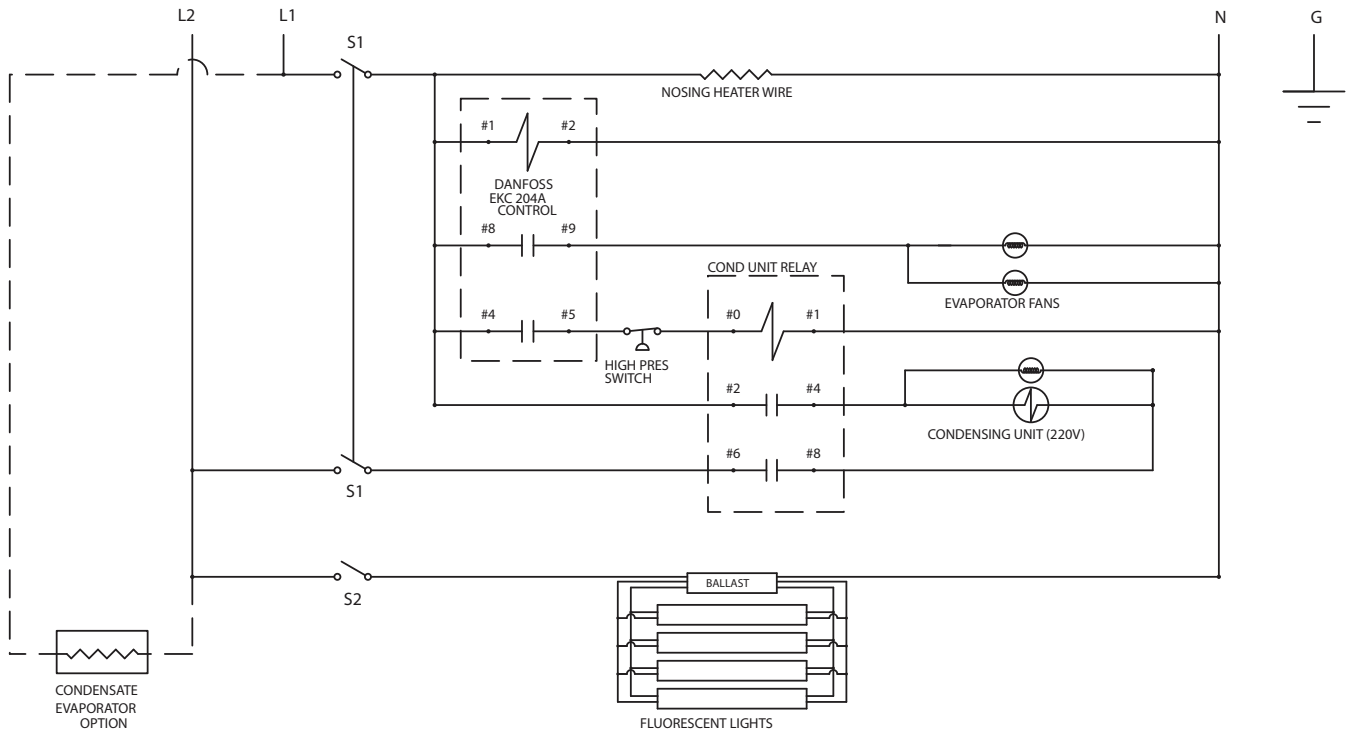 L2
L1
N
G
S1
NOSING HEATER WIRE
#1
#2
DANFOSS
EKC 204A
CONTROL
#8
#9
EVAPORATOR FANS
COND UNIT RELAY
#4
#5
HIGH PRES
SWITCH
#0
#1
#2
#4
CONDENSING UNIT (220V)
#6
#8
S1
S2
BALLAST
FLUORESCENT LIGHTS
CONDENSATE
EVAPORATOR
OPTION